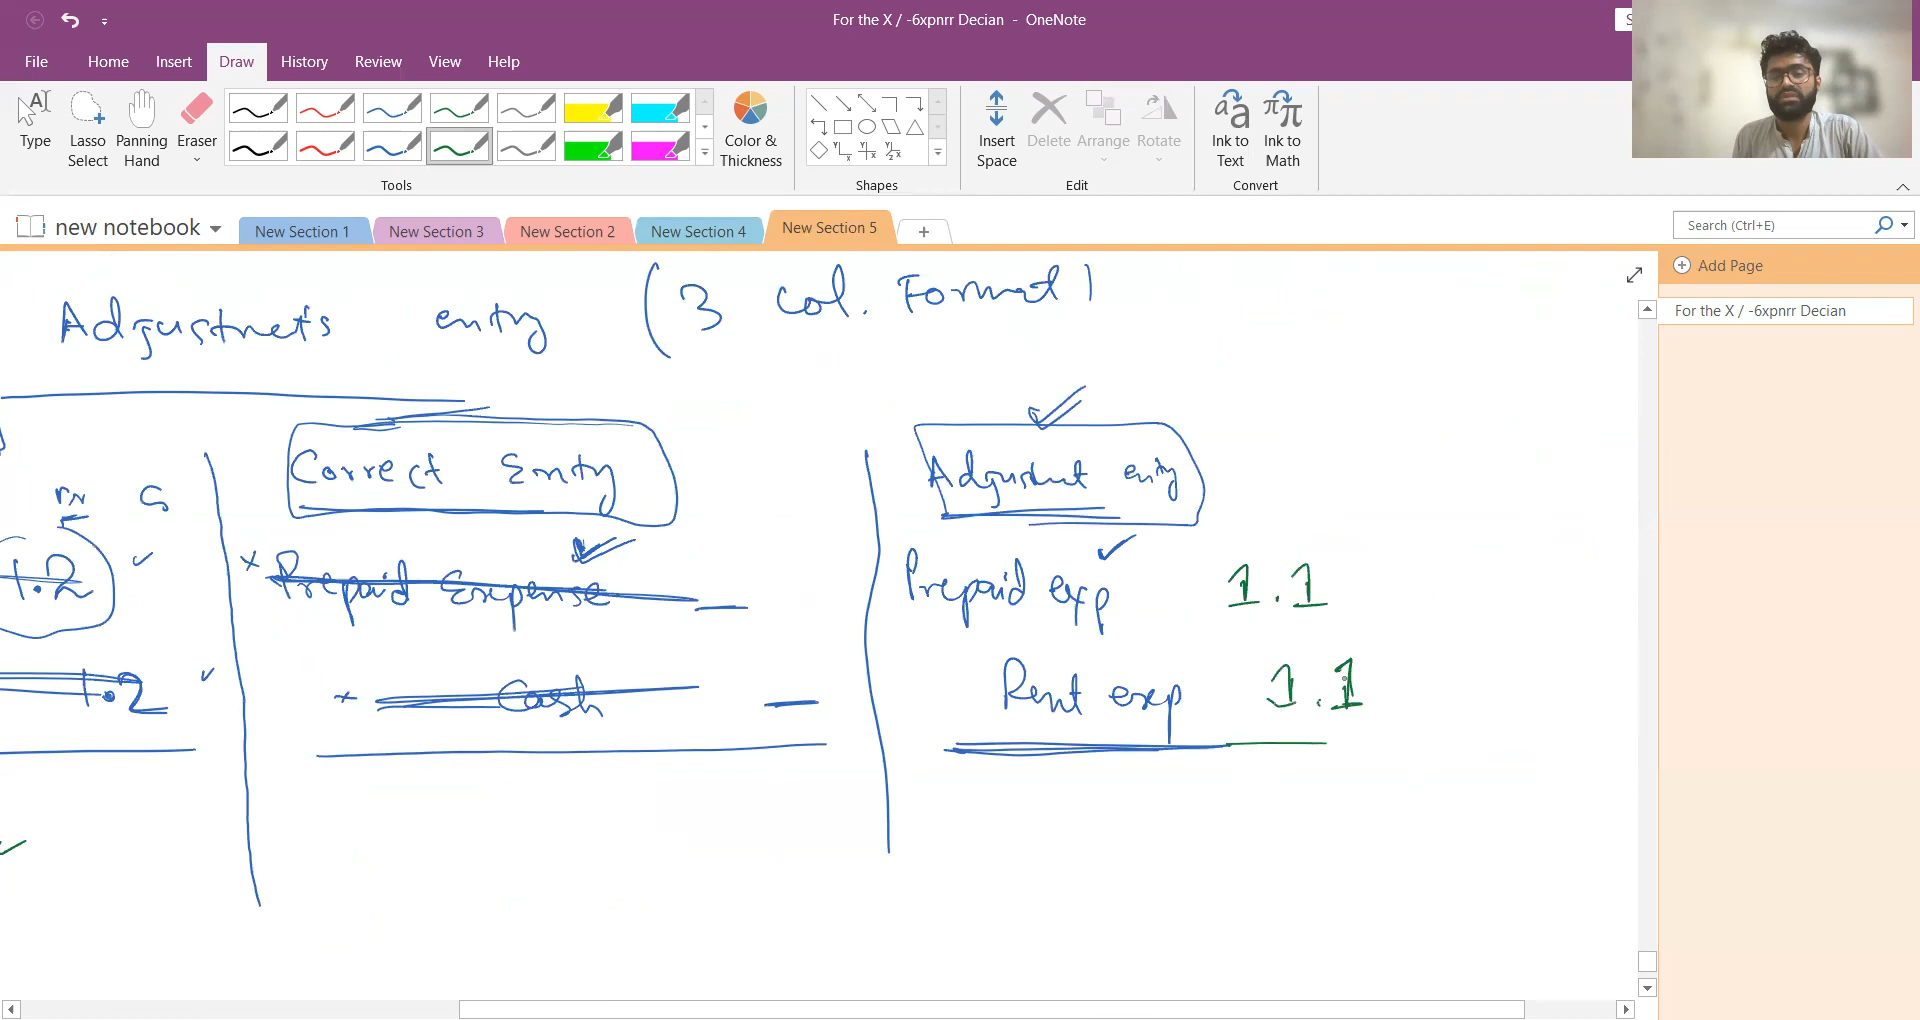 For the X / -6xpnrr Decian - OneNote
File Home Insert Draw History Review View Help
Type
Lasso Select
Panning Hand
Eraser
Color & Thickness
Insert Space
Delete
Arrange
Rotate
Ink to Text
Ink to Math
Tools
Shapes
Edit
Convert
new notebook
New Section 1
New Section 3
New Section 2
New Section 4
New Section 5
Search (Ctrl+E)
Add Page
For the X / -6xpnrr Decian
Adjustnets entry (3 Col. Format)
Correct Entry
Adjustnt entry
1.2
Prepaid Expense
Prepaid exp 1.1
1.2
Cash
Rent exp 1.1